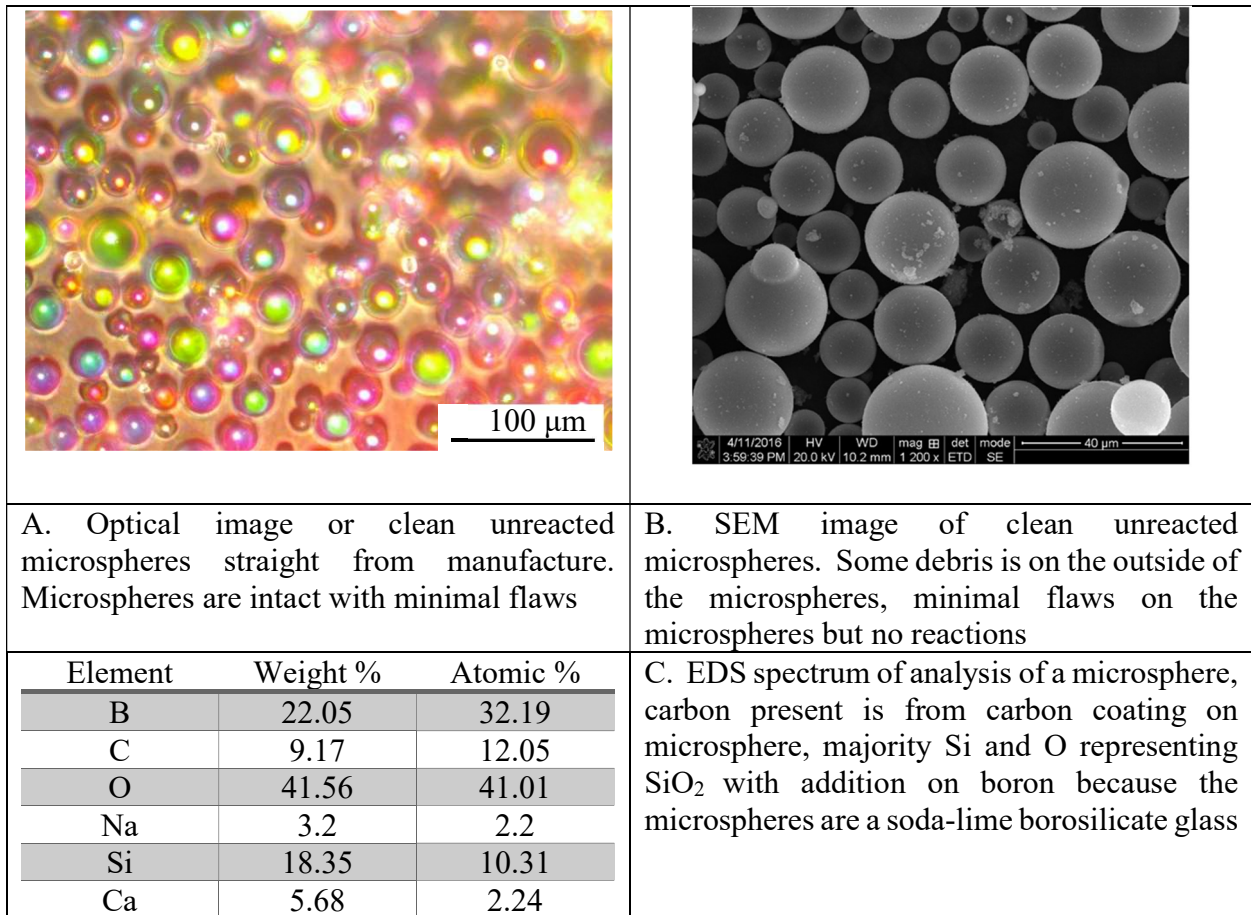 100 μm
4/11/2016 HV WD mag ⊞ det mode 40 μm
3:59:39 PM 20.0 kV 10.2 mm 1 200 x ETD SE
A. Optical image or clean unreacted
microspheres straight from manufacture.
Microspheres are intact with minimal flaws
B. SEM image of clean unreacted
microspheres. Some debris is on the outside of
the microspheres, minimal flaws on the
microspheres but no reactions
Element Weight % Atomic %
B 22.05 32.19
C 9.17 12.05
O 41.56 41.01
Na 3.2 2.2
Si 18.35 10.31
Ca 5.68 2.24
C. EDS spectrum of analysis of a microsphere,
carbon present is from carbon coating on
microsphere, majority Si and O representing
SiO₂ with addition on boron because the
microspheres are a soda-lime borosilicate glass